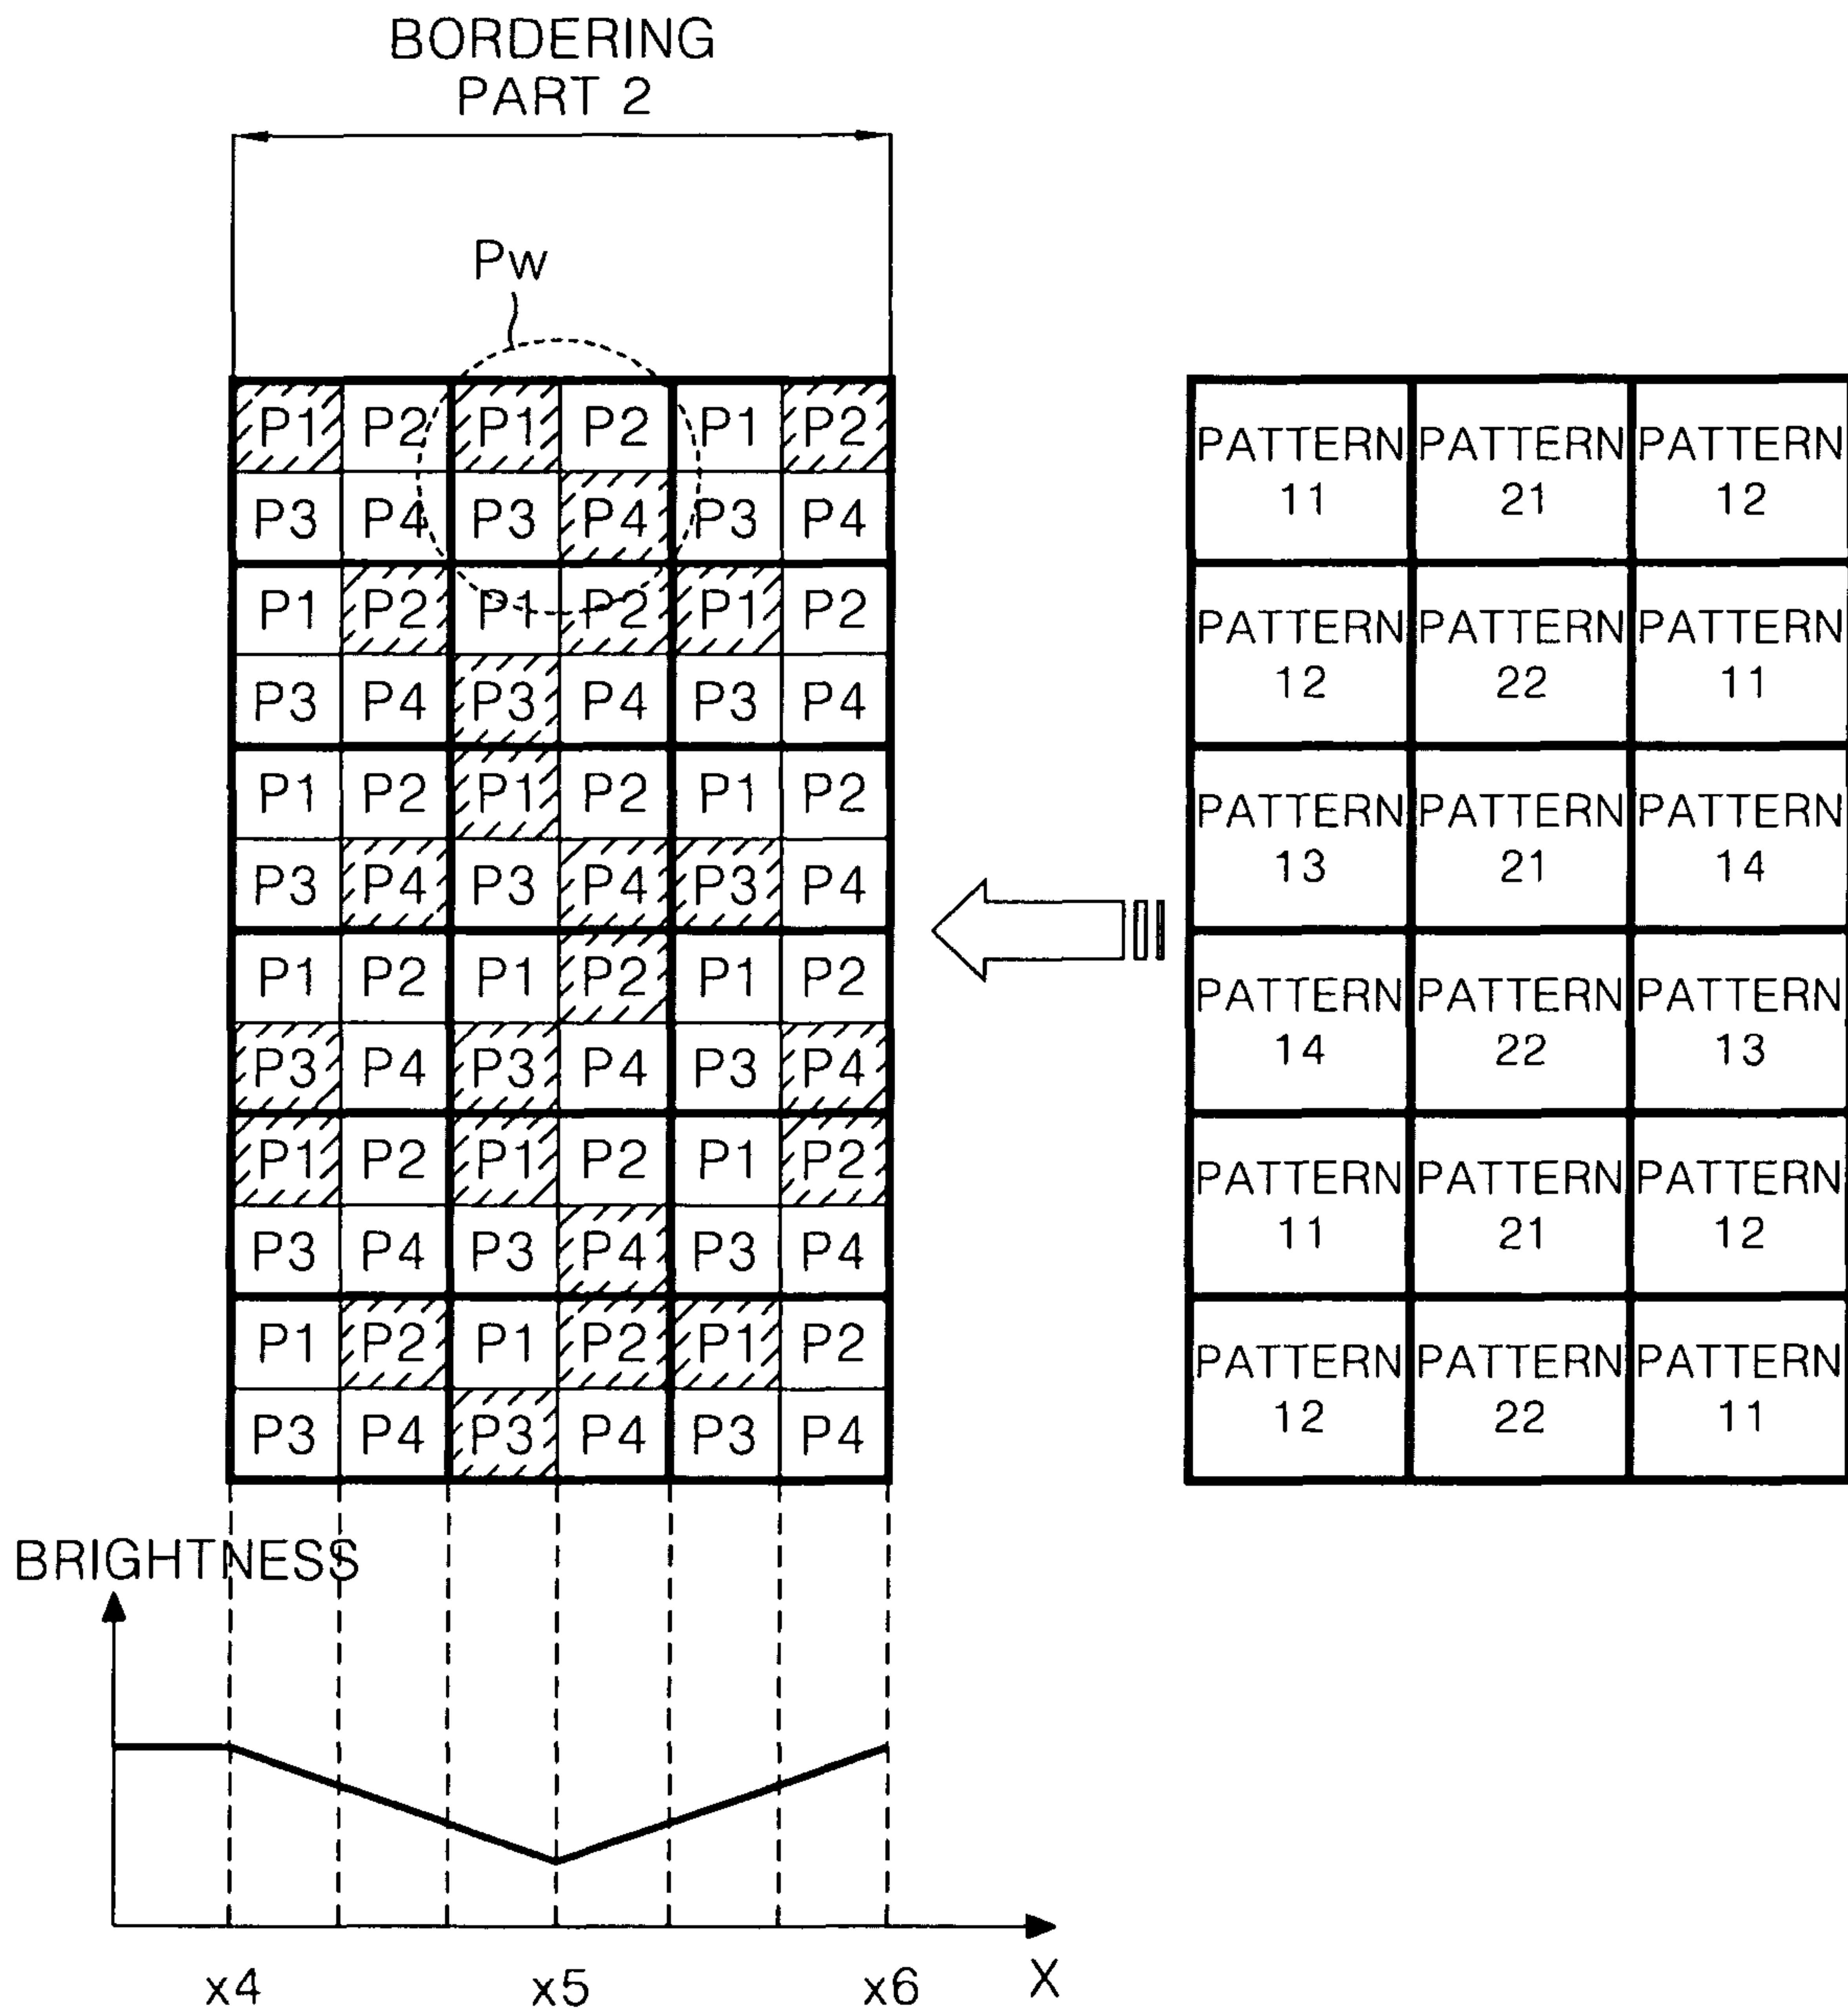 BORDERING
PART 2
Pw
P1 P2 P1 P2 P1 P2
P3 P4 P3 P4 P3 P4
P1 P2 P1 P2 P1 P2
P3 P4 P3 P4 P3 P4
P1 P2 P1 P2 P1 P2
P3 P4 P3 P4 P3 P4
P1 P2 P1 P2 P1 P2
P3 P4 P3 P4 P3 P4
P1 P2 P1 P2 P1 P2
P3 P4 P3 P4 P3 P4
P1 P2 P1 P2 P1 P2
P3 P4 P3 P4 P3 P4
PATTERN PATTERN PATTERN
11 21 12
PATTERN PATTERN PATTERN
12 22 11
PATTERN PATTERN PATTERN
13 21 14
PATTERN PATTERN PATTERN
14 22 13
PATTERN PATTERN PATTERN
11 21 12
PATTERN PATTERN PATTERN
12 22 11
BRIGHTNESS
x4 x5 x6 X